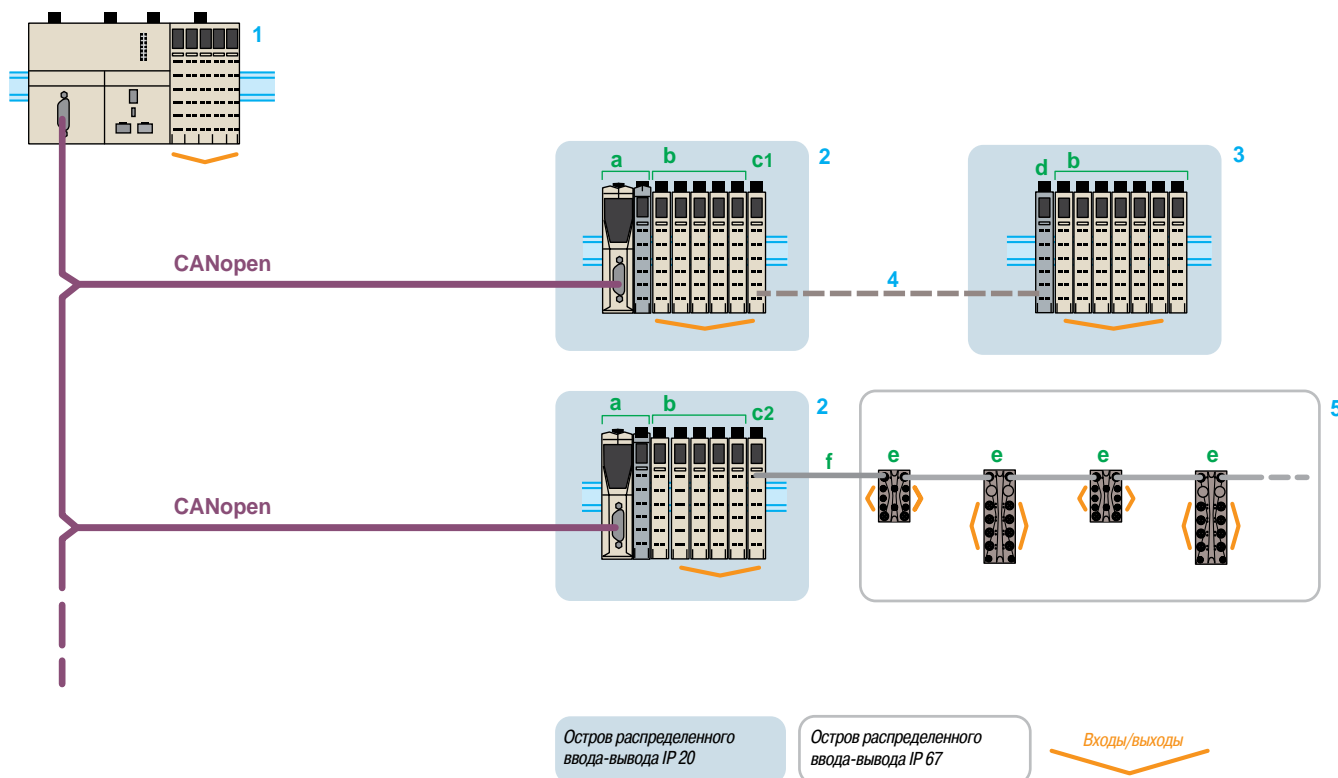 1
a b c1 2
d b 3
CANopen
4
a b c2 2
5
f e e e e
CANopen
Остров распределенного
ввода-вывода IP 20
Остров распределенного
ввода-вывода IP 67
Входы/выходы